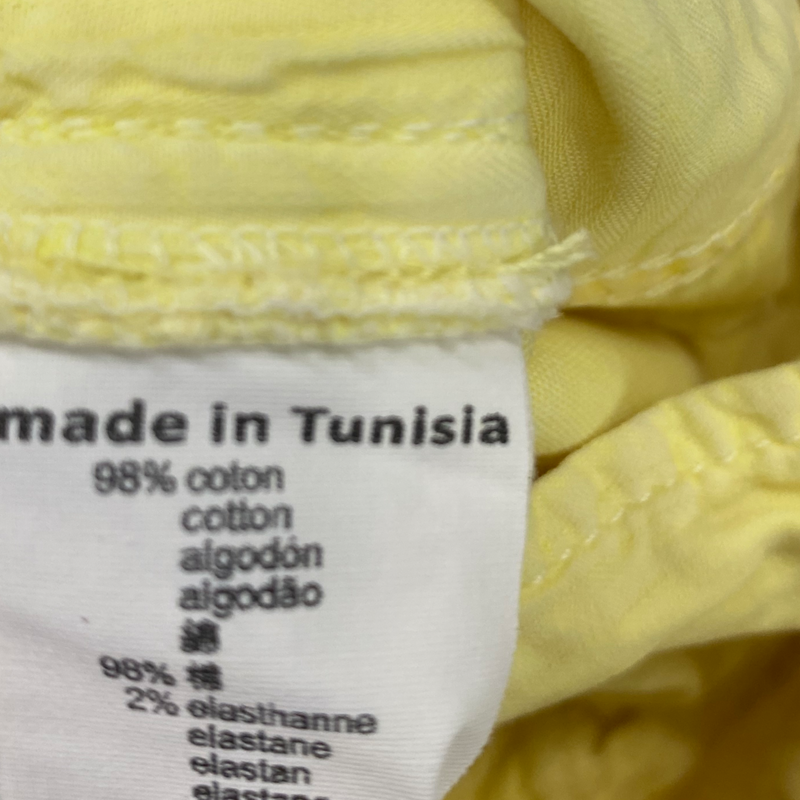 made in Tunisia
98% coton
cotton
algodón
algodão
綿
98% 棉
2% elasthanne
elastane
elastan